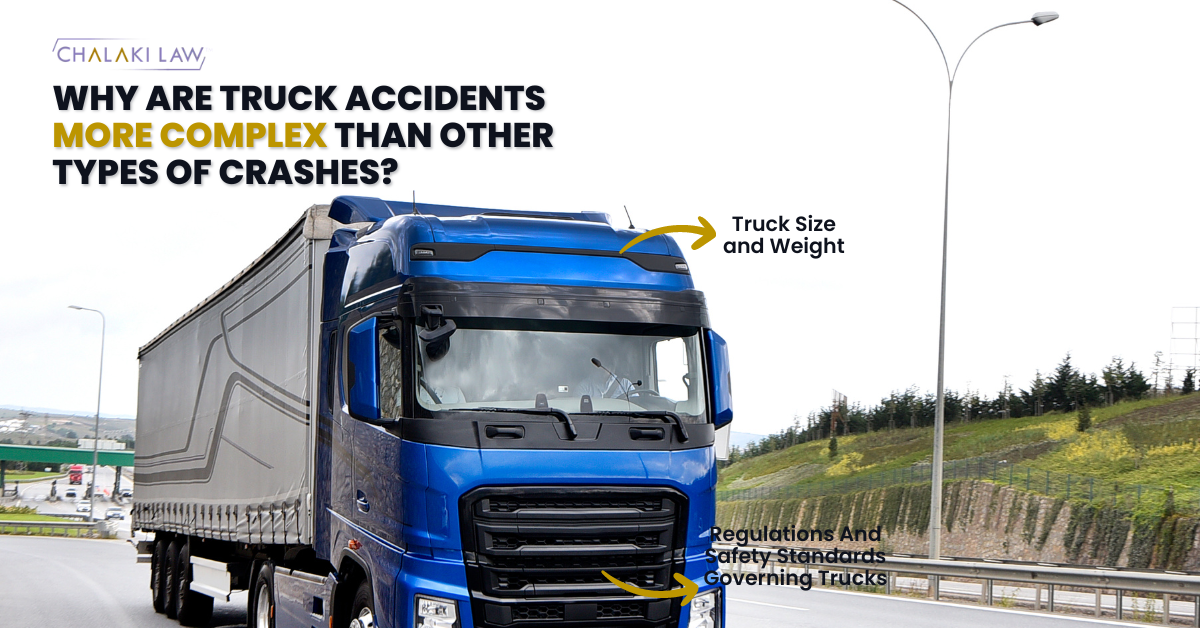 CHALAKI LAW
WHY ARE TRUCK ACCIDENTS
MORE COMPLEX THAN OTHER
TYPES OF CRASHES?
Truck Size
and Weight
Regulations And
Safety Standards
Governing Trucks